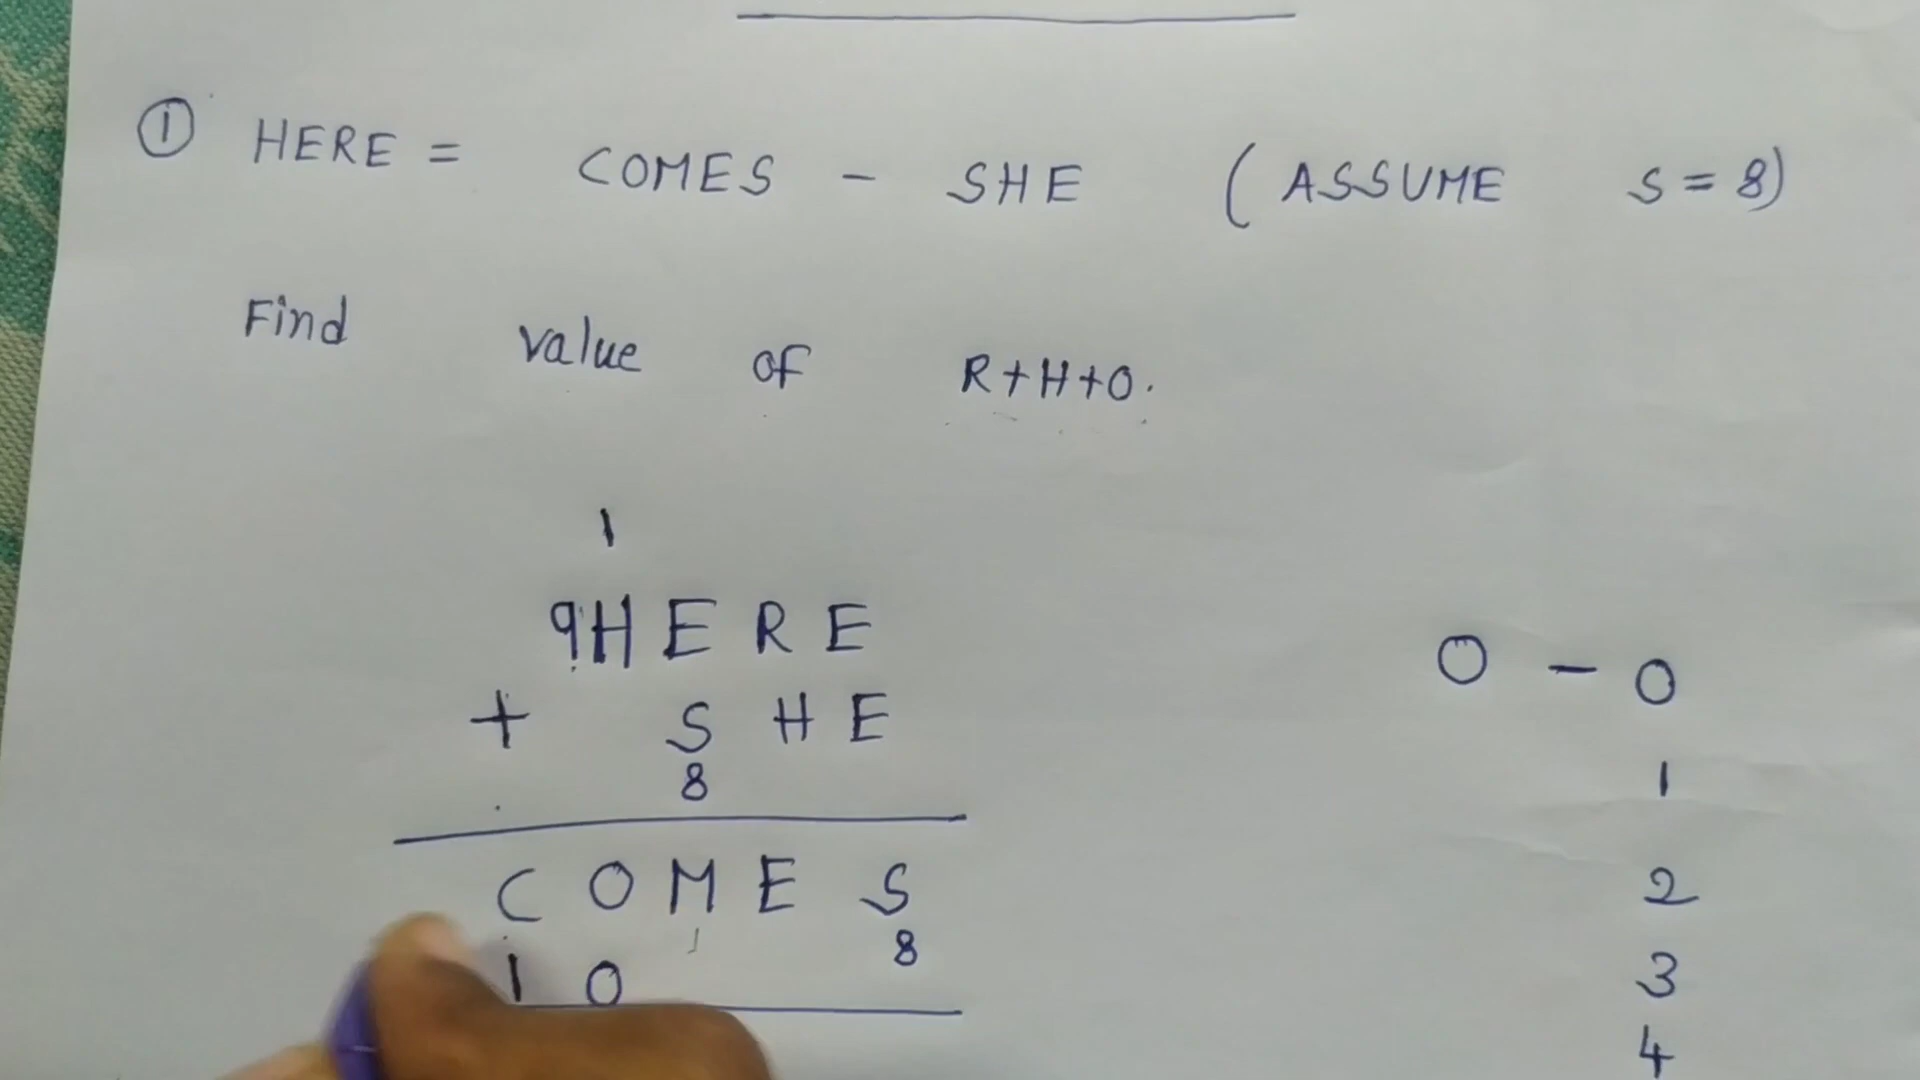 ① HERE = COMES - SHE (ASSUME S = 8)
Find value of R+H+O.
1
9HERE
+ SHE
8
COMES
1 0 8
O - 0
1
2
3
4